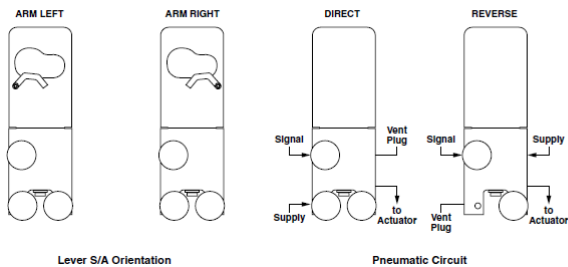 ARM LEFT
ARM RIGHT
DIRECT
REVERSE
Signal
Vent
Plug
Supply
to
Actuator
Signal
Supply
Vent
Plug
to
Actuator
Lever S/A Orientation
Pneumatic Circuit